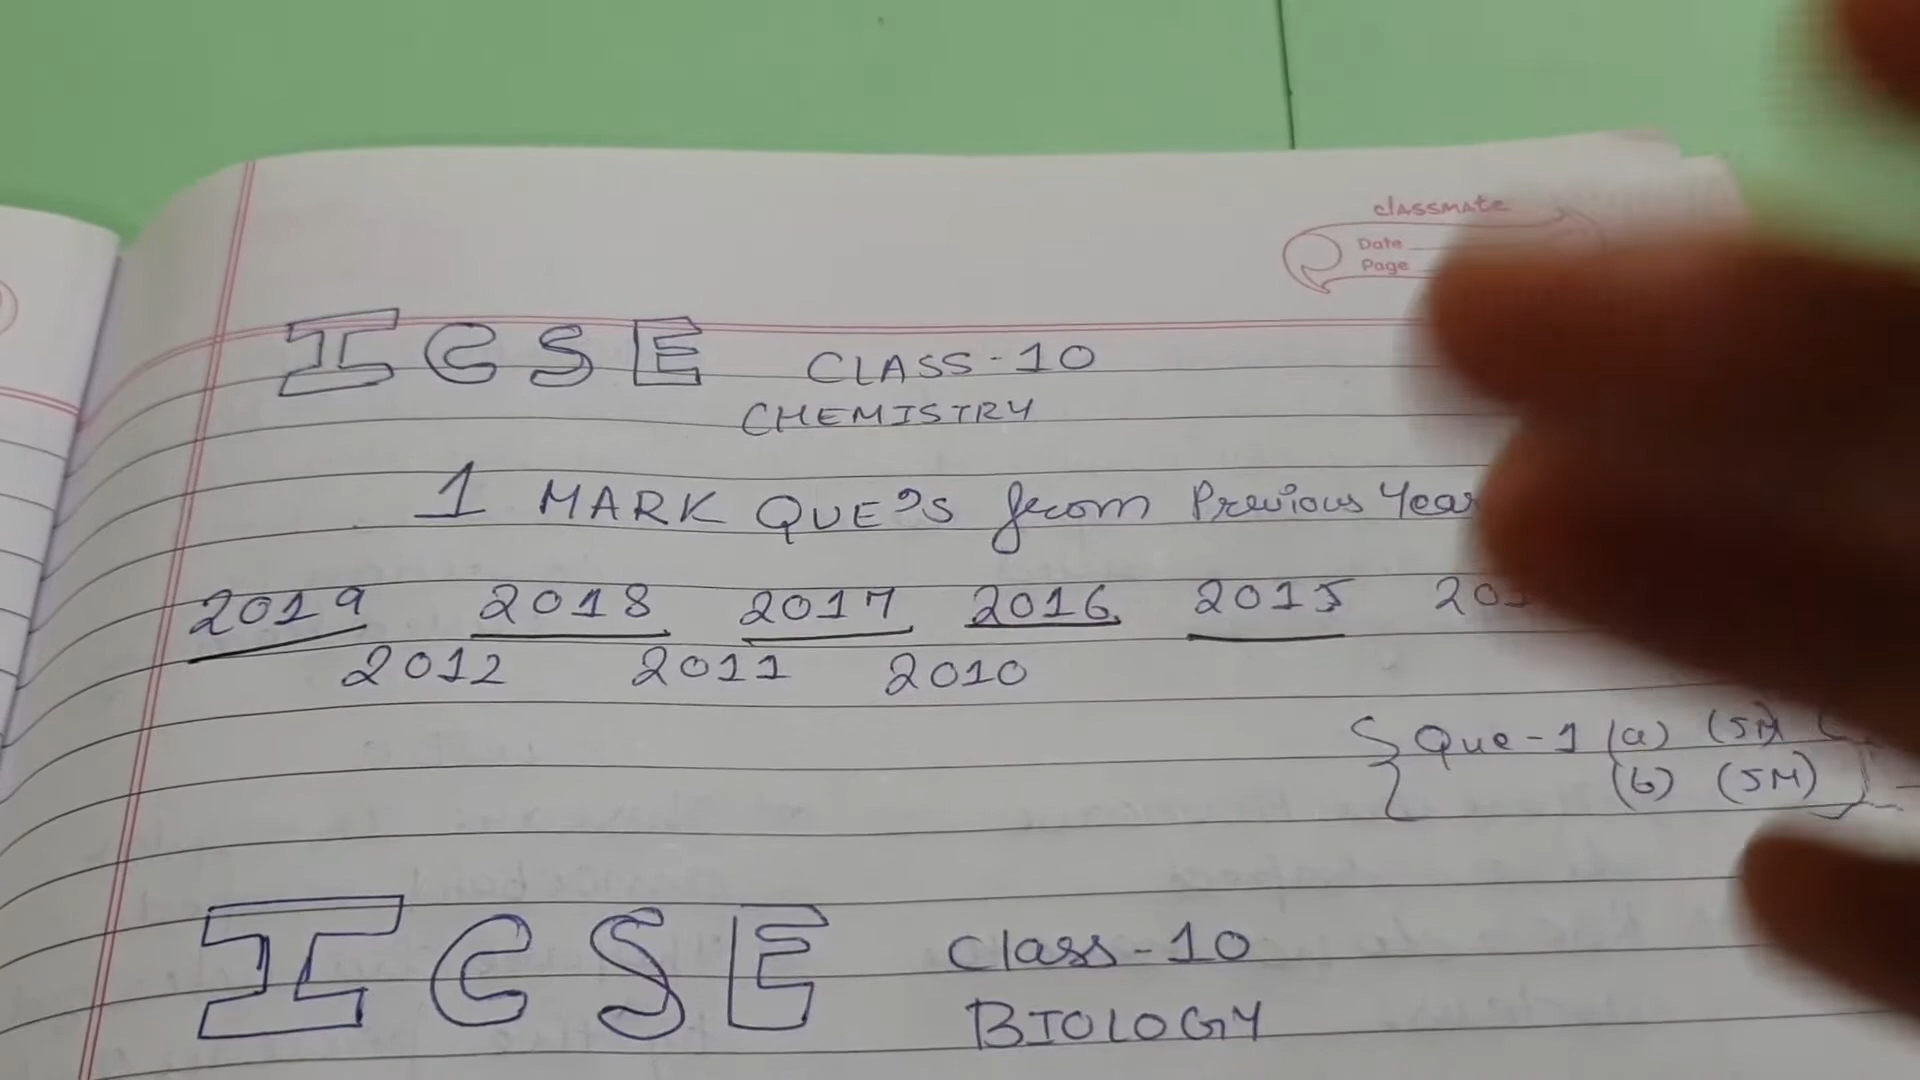 classmate
Date
Page
ICSE CLASS-10
CHEMISTRY
1 MARK QUE'S from Previous Year
2019 2018 2017 2016 2015
2012 2011 2010
Que-1 (a) (5M
(b) (5M)
ICSE Class-10
BIOLOGY